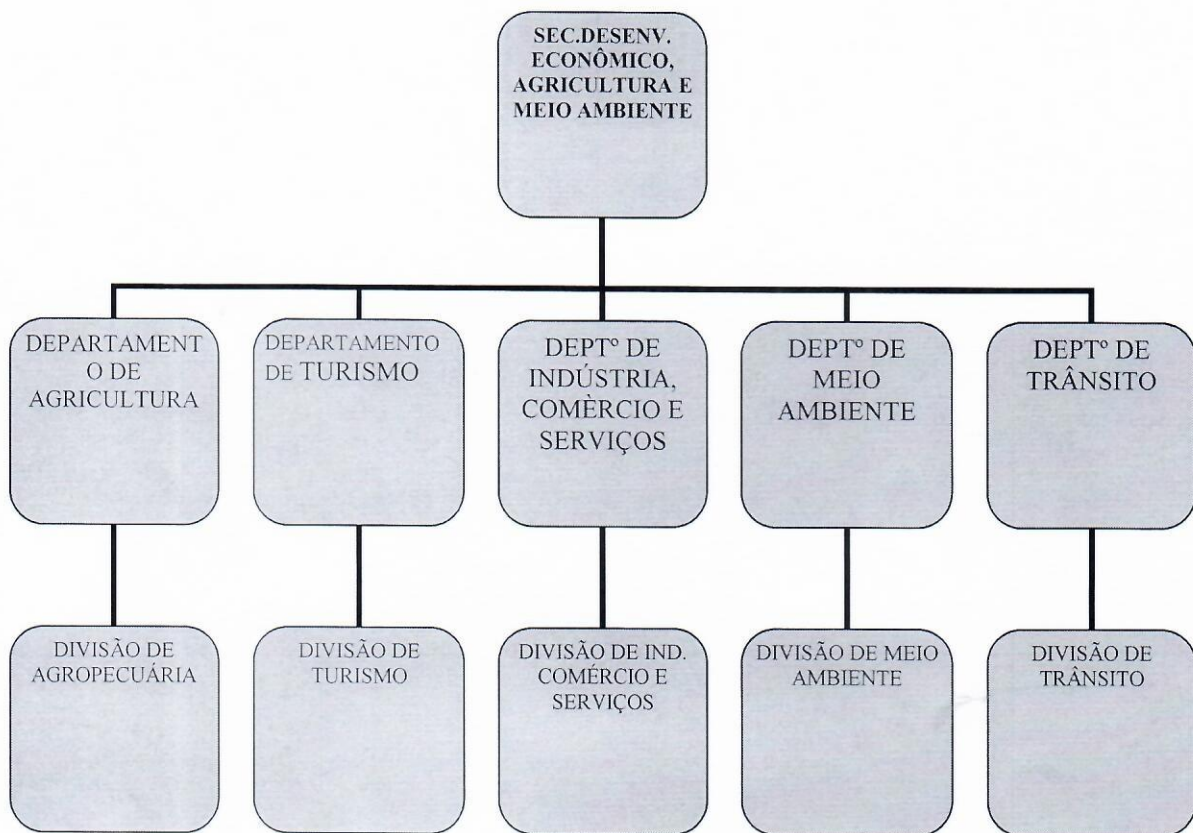 SEC.DESENV.
ECONÔMICO,
AGRICULTURA E
MEIO AMBIENTE
DEPARTAMENT
O DE
AGRICULTURA
DEPARTAMENTO
DE TURISMO
DEPTº DE
INDÚSTRIA,
COMÈRCIO E
SERVIÇOS
DEPTº DE
MEIO
AMBIENTE
DEPTº DE
TRÂNSITO
DIVISÃO DE
AGROPECUÁRIA
DIVISÃO DE
TURISMO
DIVISÃO DE IND.
COMÉRCIO E
SERVIÇOS
DIVISÃO DE MEIO
AMBIENTE
DIVISÃO DE
TRÂNSITO